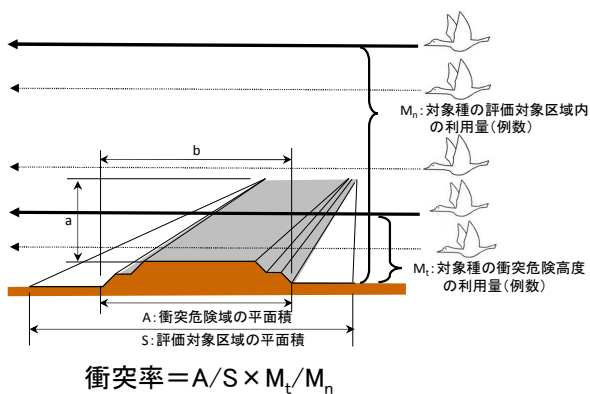 b
Mn:対象種の評価対象区域内
の利用量(例数)
a
Mt:対象種の衝突危険高度
の利用量(例数)
A:衝突危険域の平面積
S:評価対象区域の平面積
衝突率=A/S×Mt/Mn